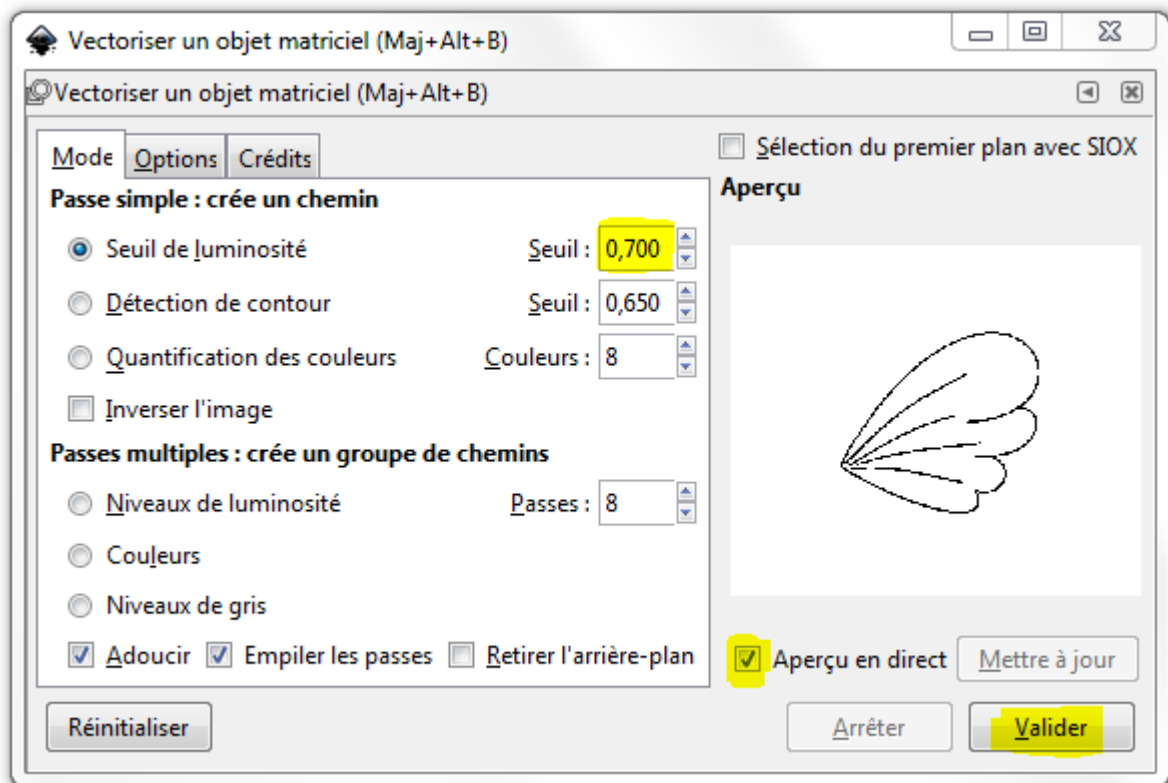 Vectoriser un objet matriciel (Maj+Alt+B)
Vectoriser un objet matriciel (Maj+Alt+B)
Mode Options Crédits
Sélection du premier plan avec SIOX
Passe simple : crée un chemin
Aperçu
Seuil de luminosité Seuil : 0,700
Détection de contour Seuil : 0,650
Quantification des couleurs Couleurs : 8
Inverser l'image
Passes multiples : crée un groupe de chemins
Niveaux de luminosité Passes : 8
Couleurs
Niveaux de gris
Adoucir Empiler les passes Retirer l'arrière-plan
Aperçu en direct Mettre à jour
Réinitialiser Arrêter Valider